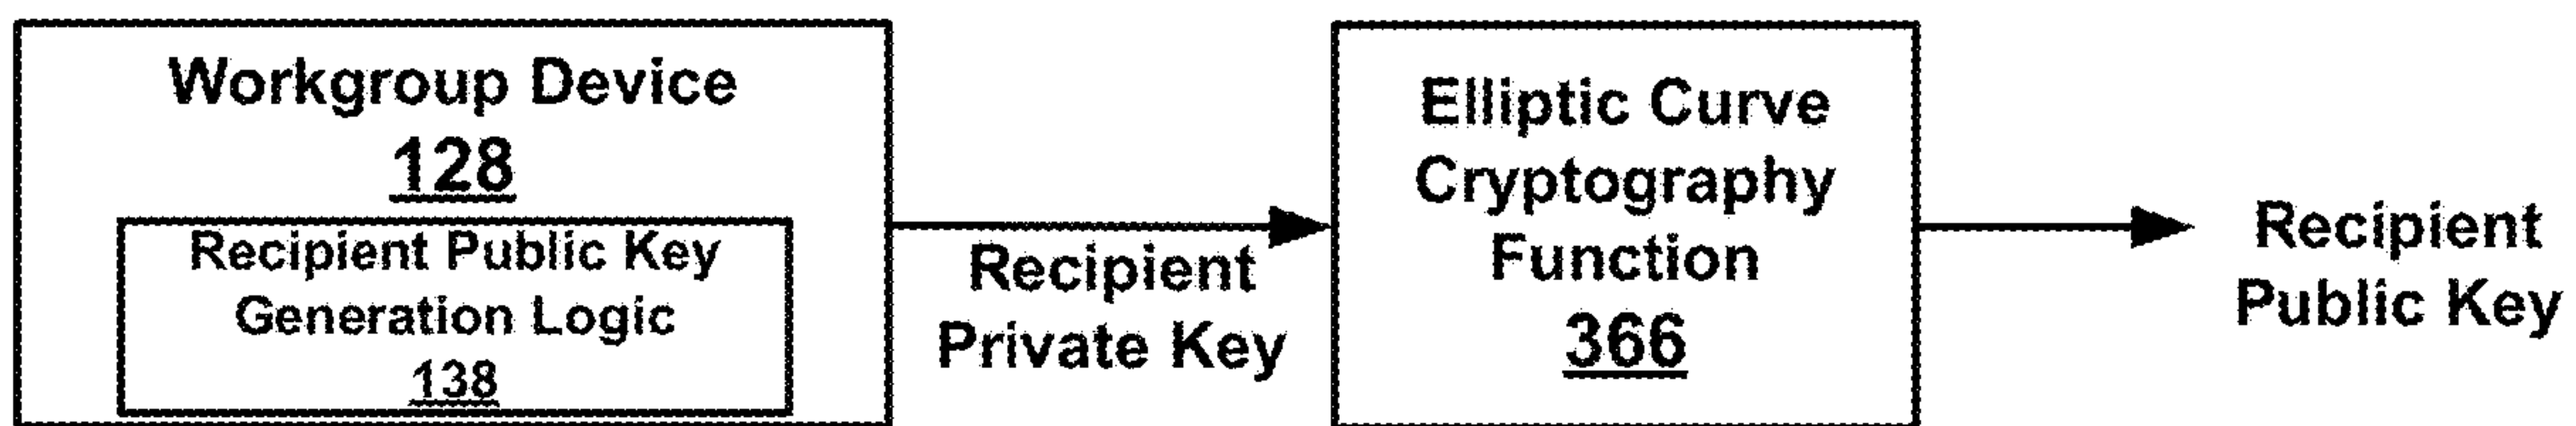 Workgroup Device
128
Recipient Public Key
Generation Logic
138
Recipient
Private Key
Elliptic Curve
Cryptography
Function
366
Recipient
Public Key